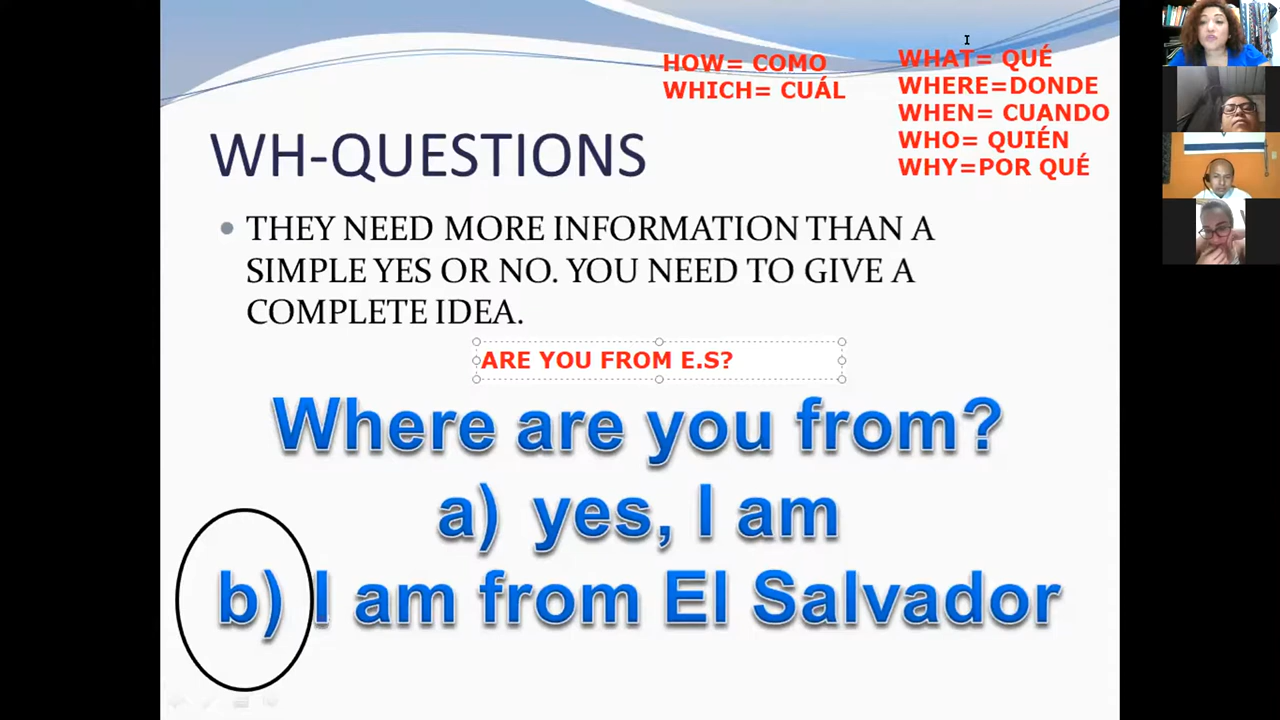 HOW= COMO
WHICH= CUÁL
WHAT= QUÉ
WHERE=DONDE
WHEN= CUANDO
WHO= QUIÉN
WHY=POR QUÉ
WH-QUESTIONS
• THEY NEED MORE INFORMATION THAN A
SIMPLE YES OR NO. YOU NEED TO GIVE A
COMPLETE IDEA.
ARE YOU FROM E.S?
Where are you from?
a) yes, I am
b) I am from El Salvador